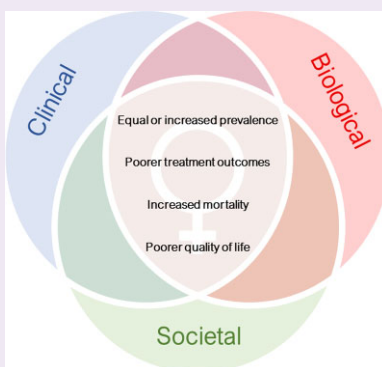 Clinical
Biological
Equal or increased prevalence
Poorer treatment outcomes
Increased mortality
Poorer quality of life
Societal